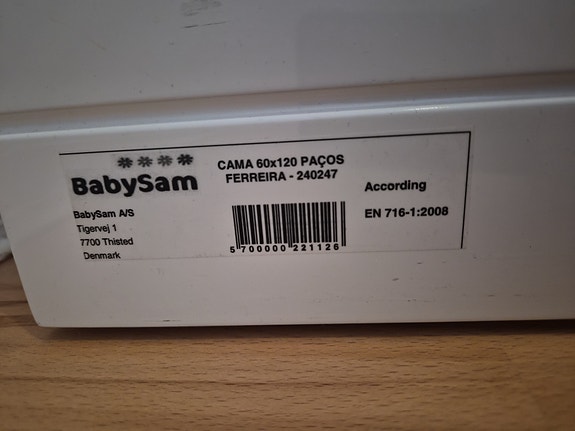 BabySam
BabySam A/S
Tigervej 1
7700 Thisted
Denmark
CAMA 60x120 PAÇOS
FERREIRA - 240247
5 700000 221126
According
EN 716-1:2008